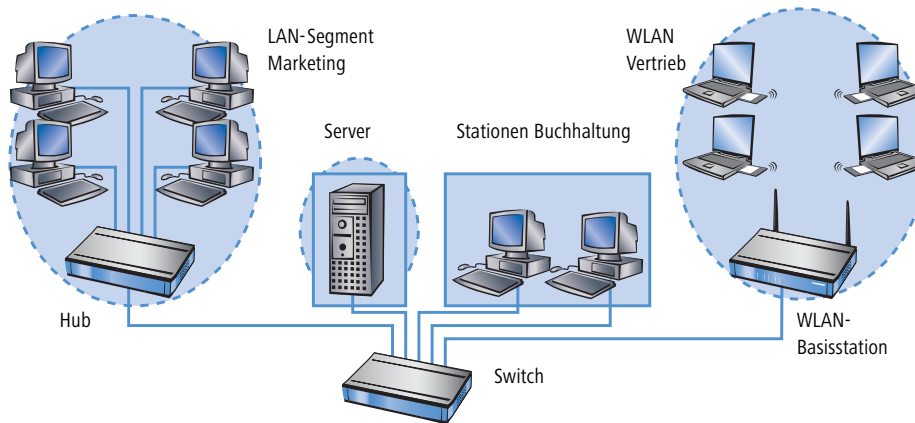 LAN-Segment
Marketing
WLAN
Vertrieb
Server
Stationen Buchhaltung
Hub
WLAN-
Basisstation
Switch